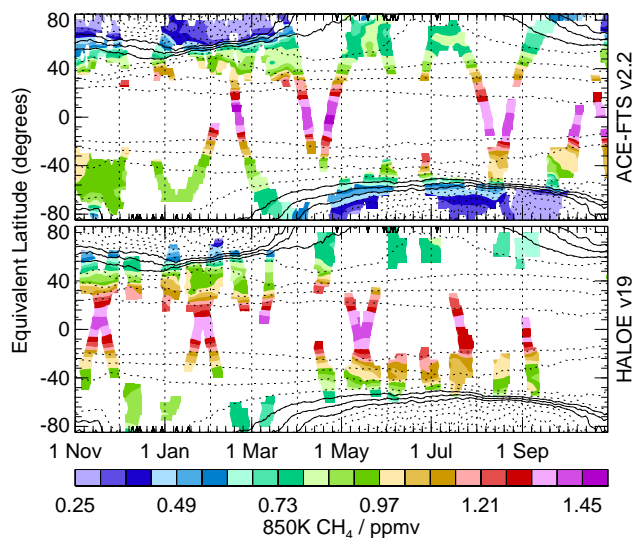 80
40
0
-40
-80
ACE-FTS v2.2
Equivalent Latitude (degrees)
80
40
0
-40
-80
HALOE v19
1 Nov 1 Jan 1 Mar 1 May 1 Jul 1 Sep
0.25 0.49 0.73 0.97 1.21 1.45
850K CH₄ / ppmv